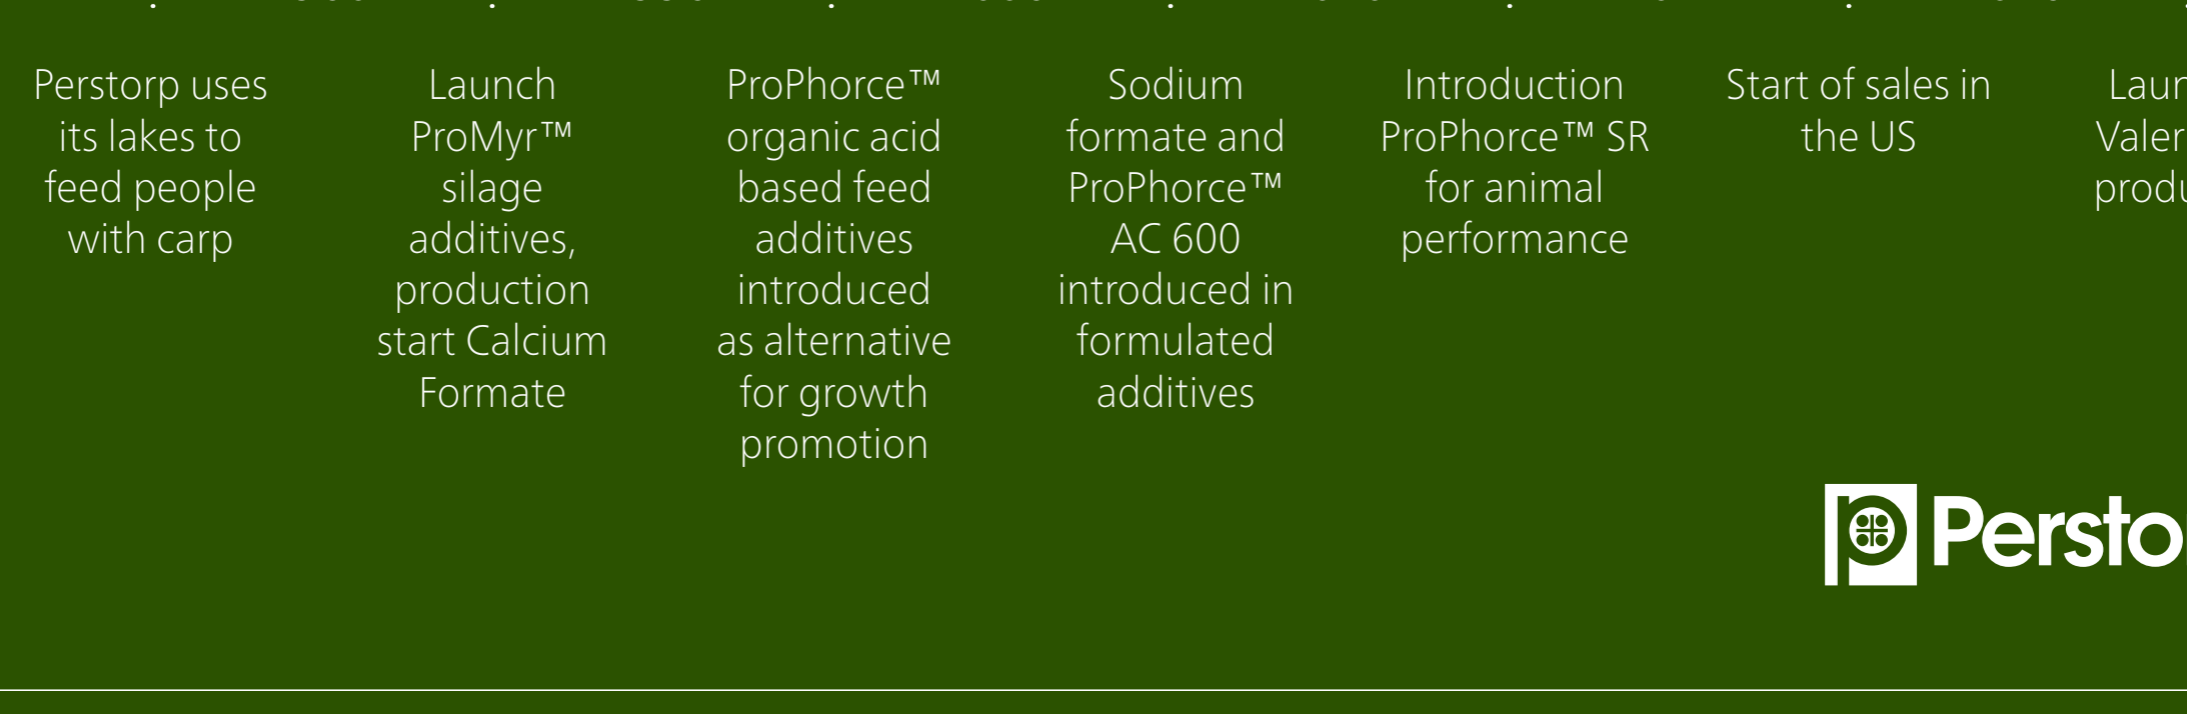 Perstorp uses
its lakes to
feed people
with carp
Launch
ProMyr™
silage
additives,
production
start Calcium
Formate
ProPhorce™
organic acid
based feed
additives
introduced
as alternative
for growth
promotion
Sodium
formate and
ProPhorce™
AC 600
introduced in
formulated
additives
Introduction
ProPhorce™ SR
for animal
performance
Start of sales in
the US